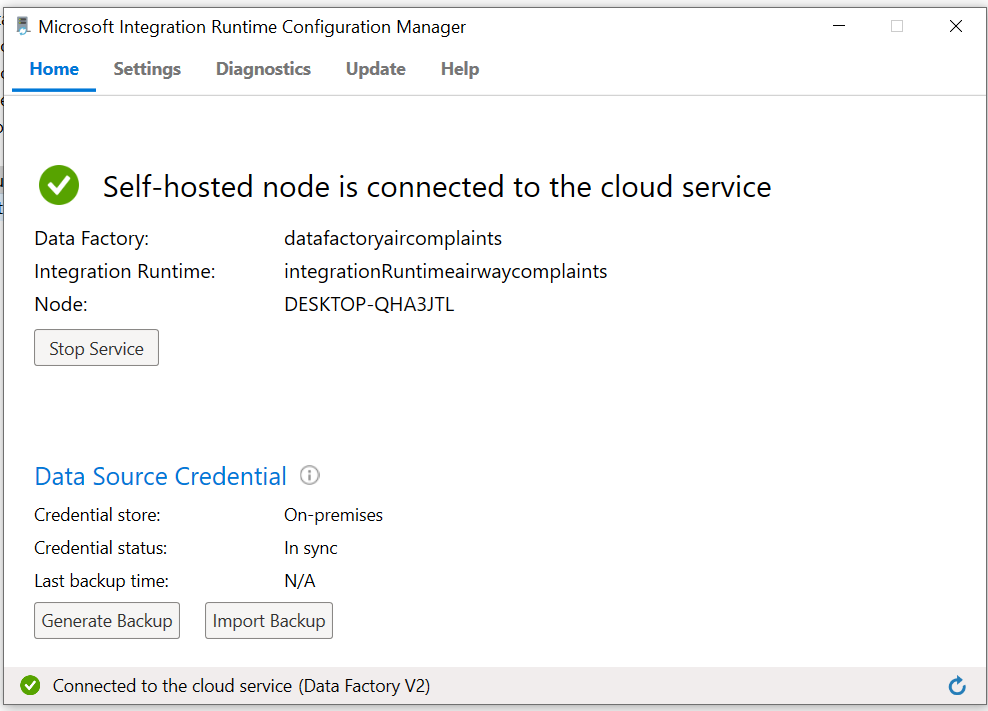 Microsoft Integration Runtime Configuration Manager
Home Settings Diagnostics Update Help
Self-hosted node is connected to the cloud service
Data Factory: datafactoryaircomplaints
Integration Runtime: integrationRuntimeairwaycomplaints
Node: DESKTOP-QHA3JTL
Stop Service
Data Source Credential
Credential store: On-premises
Credential status: In sync
Last backup time: N/A
Generate Backup Import Backup
Connected to the cloud service (Data Factory V2)